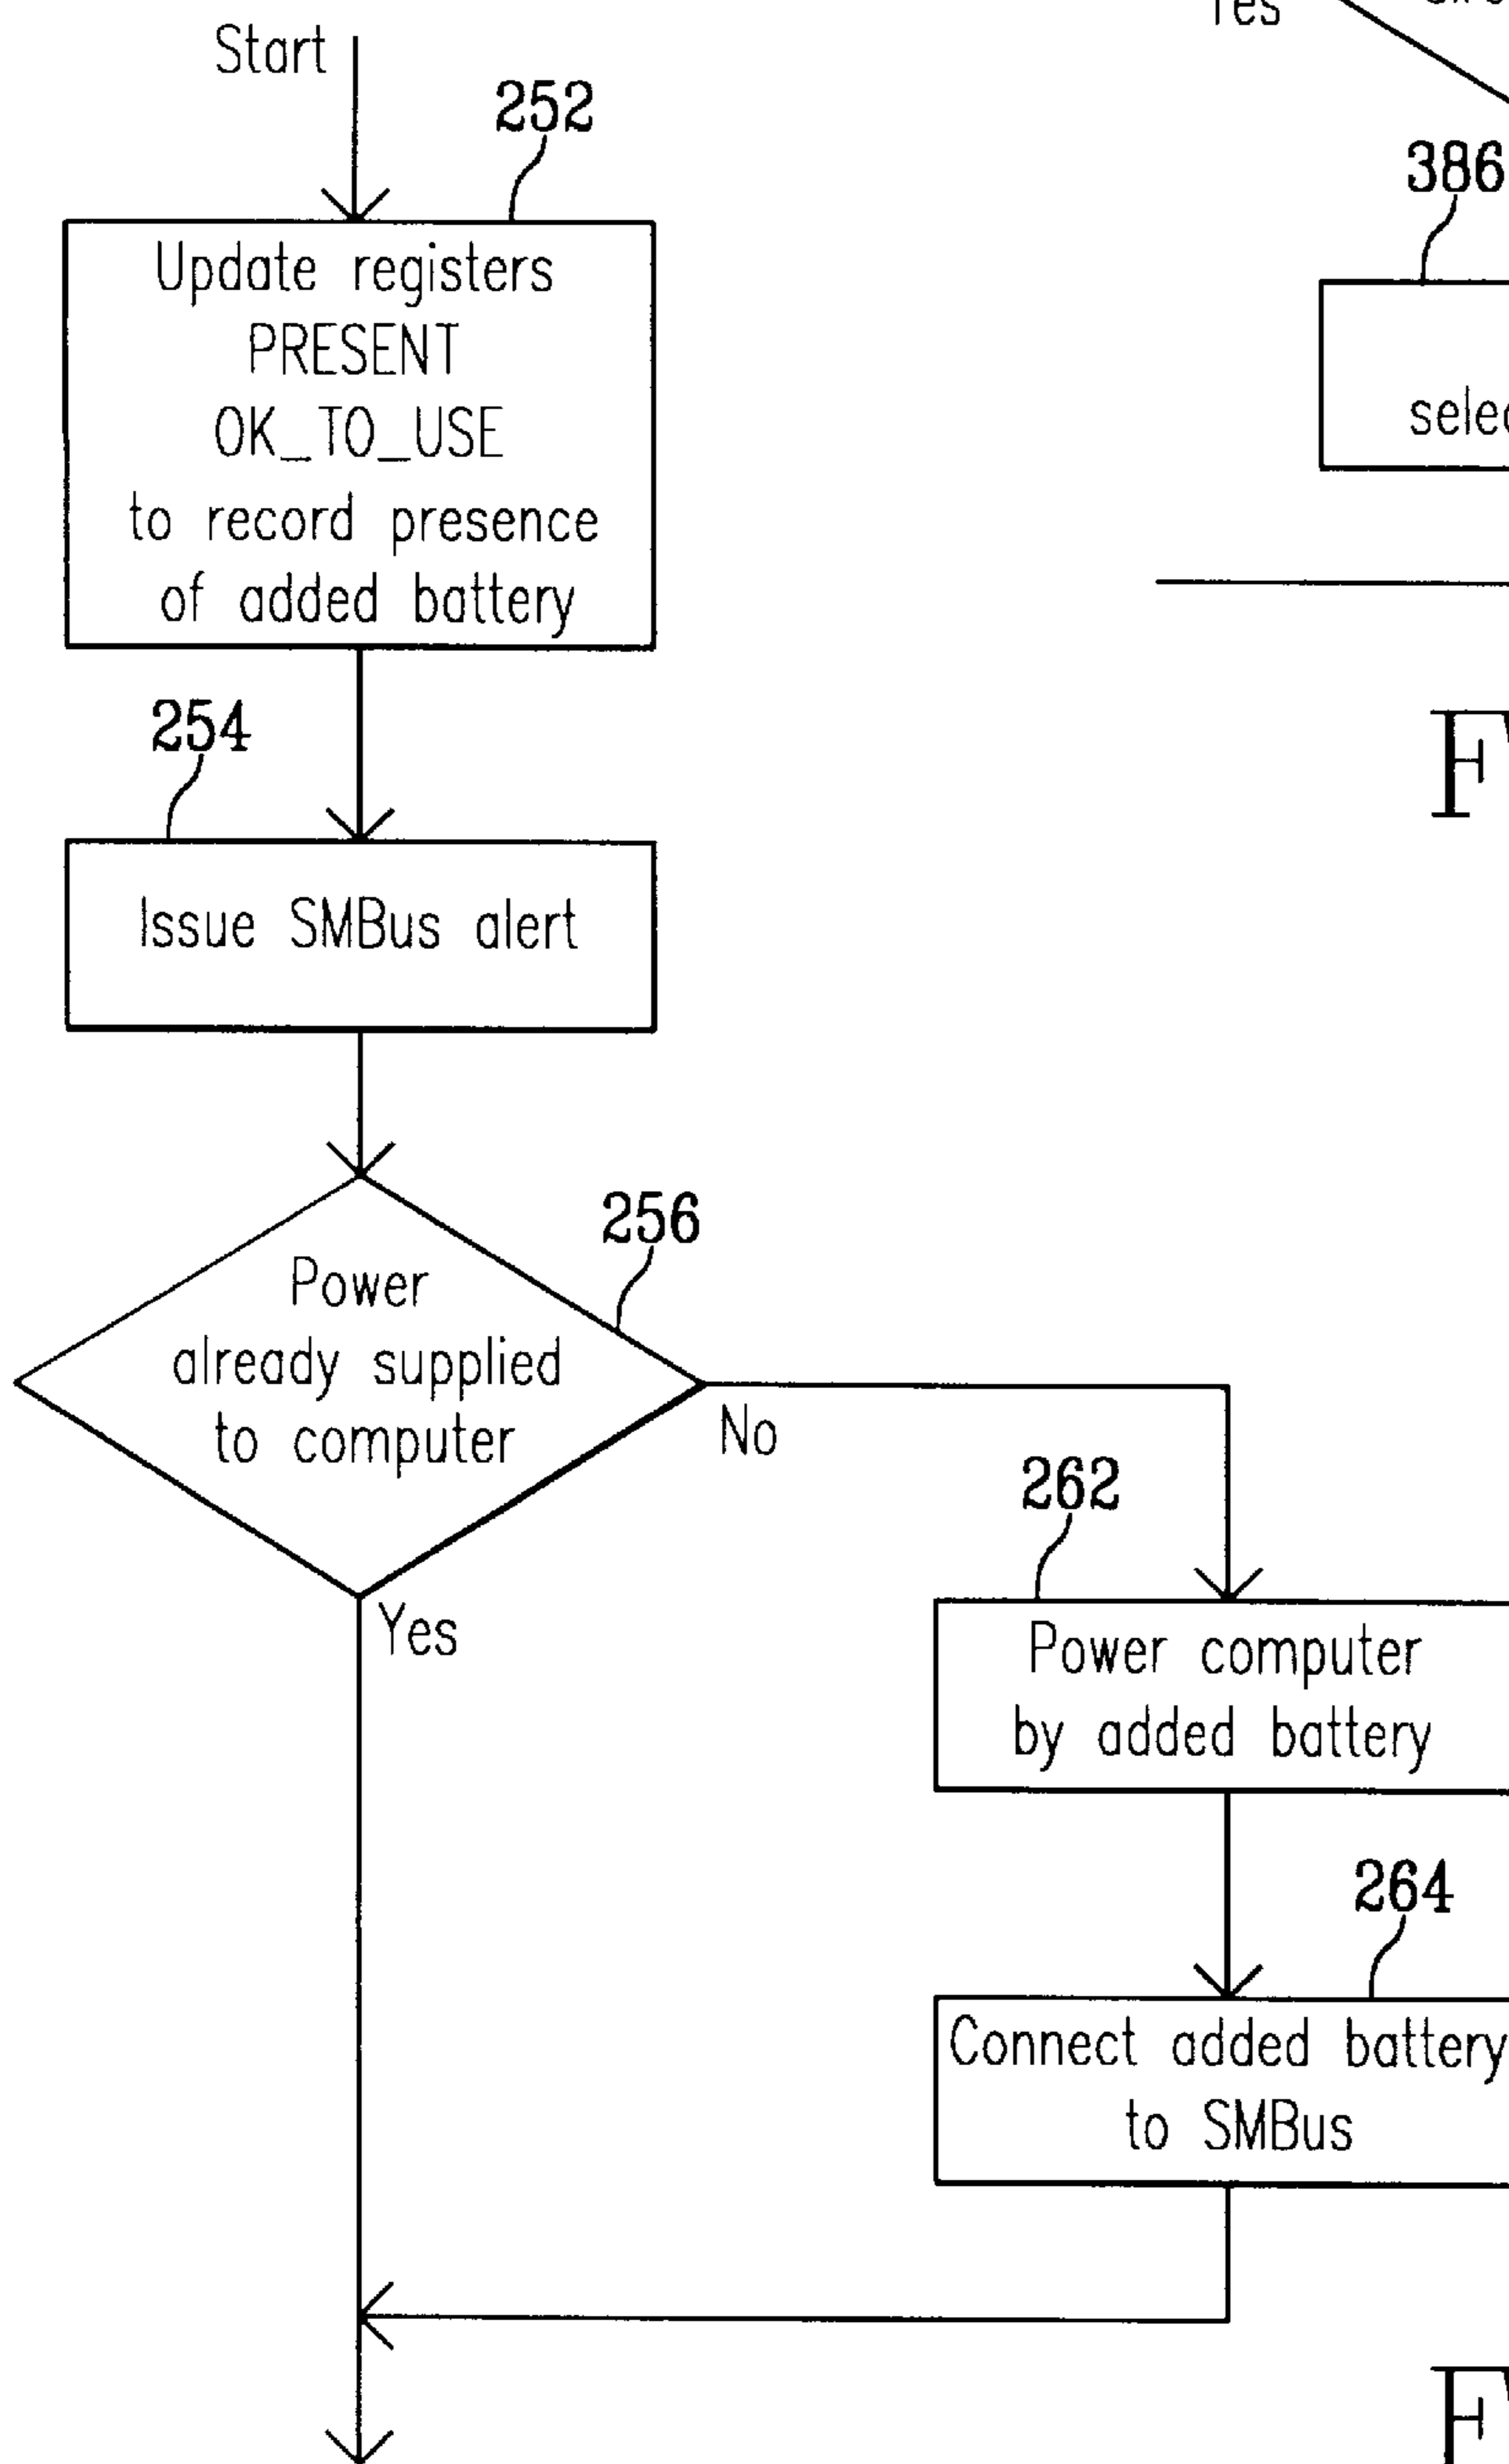 Start
252
Update registers
PRESENT
OK_TO_USE
to record presence
of added battery
254
Issue SMBus alert
256
Power
already supplied
to computer
No
Yes
262
Power computer
by added battery
264
Connect added battery
to SMBus
Yes
386